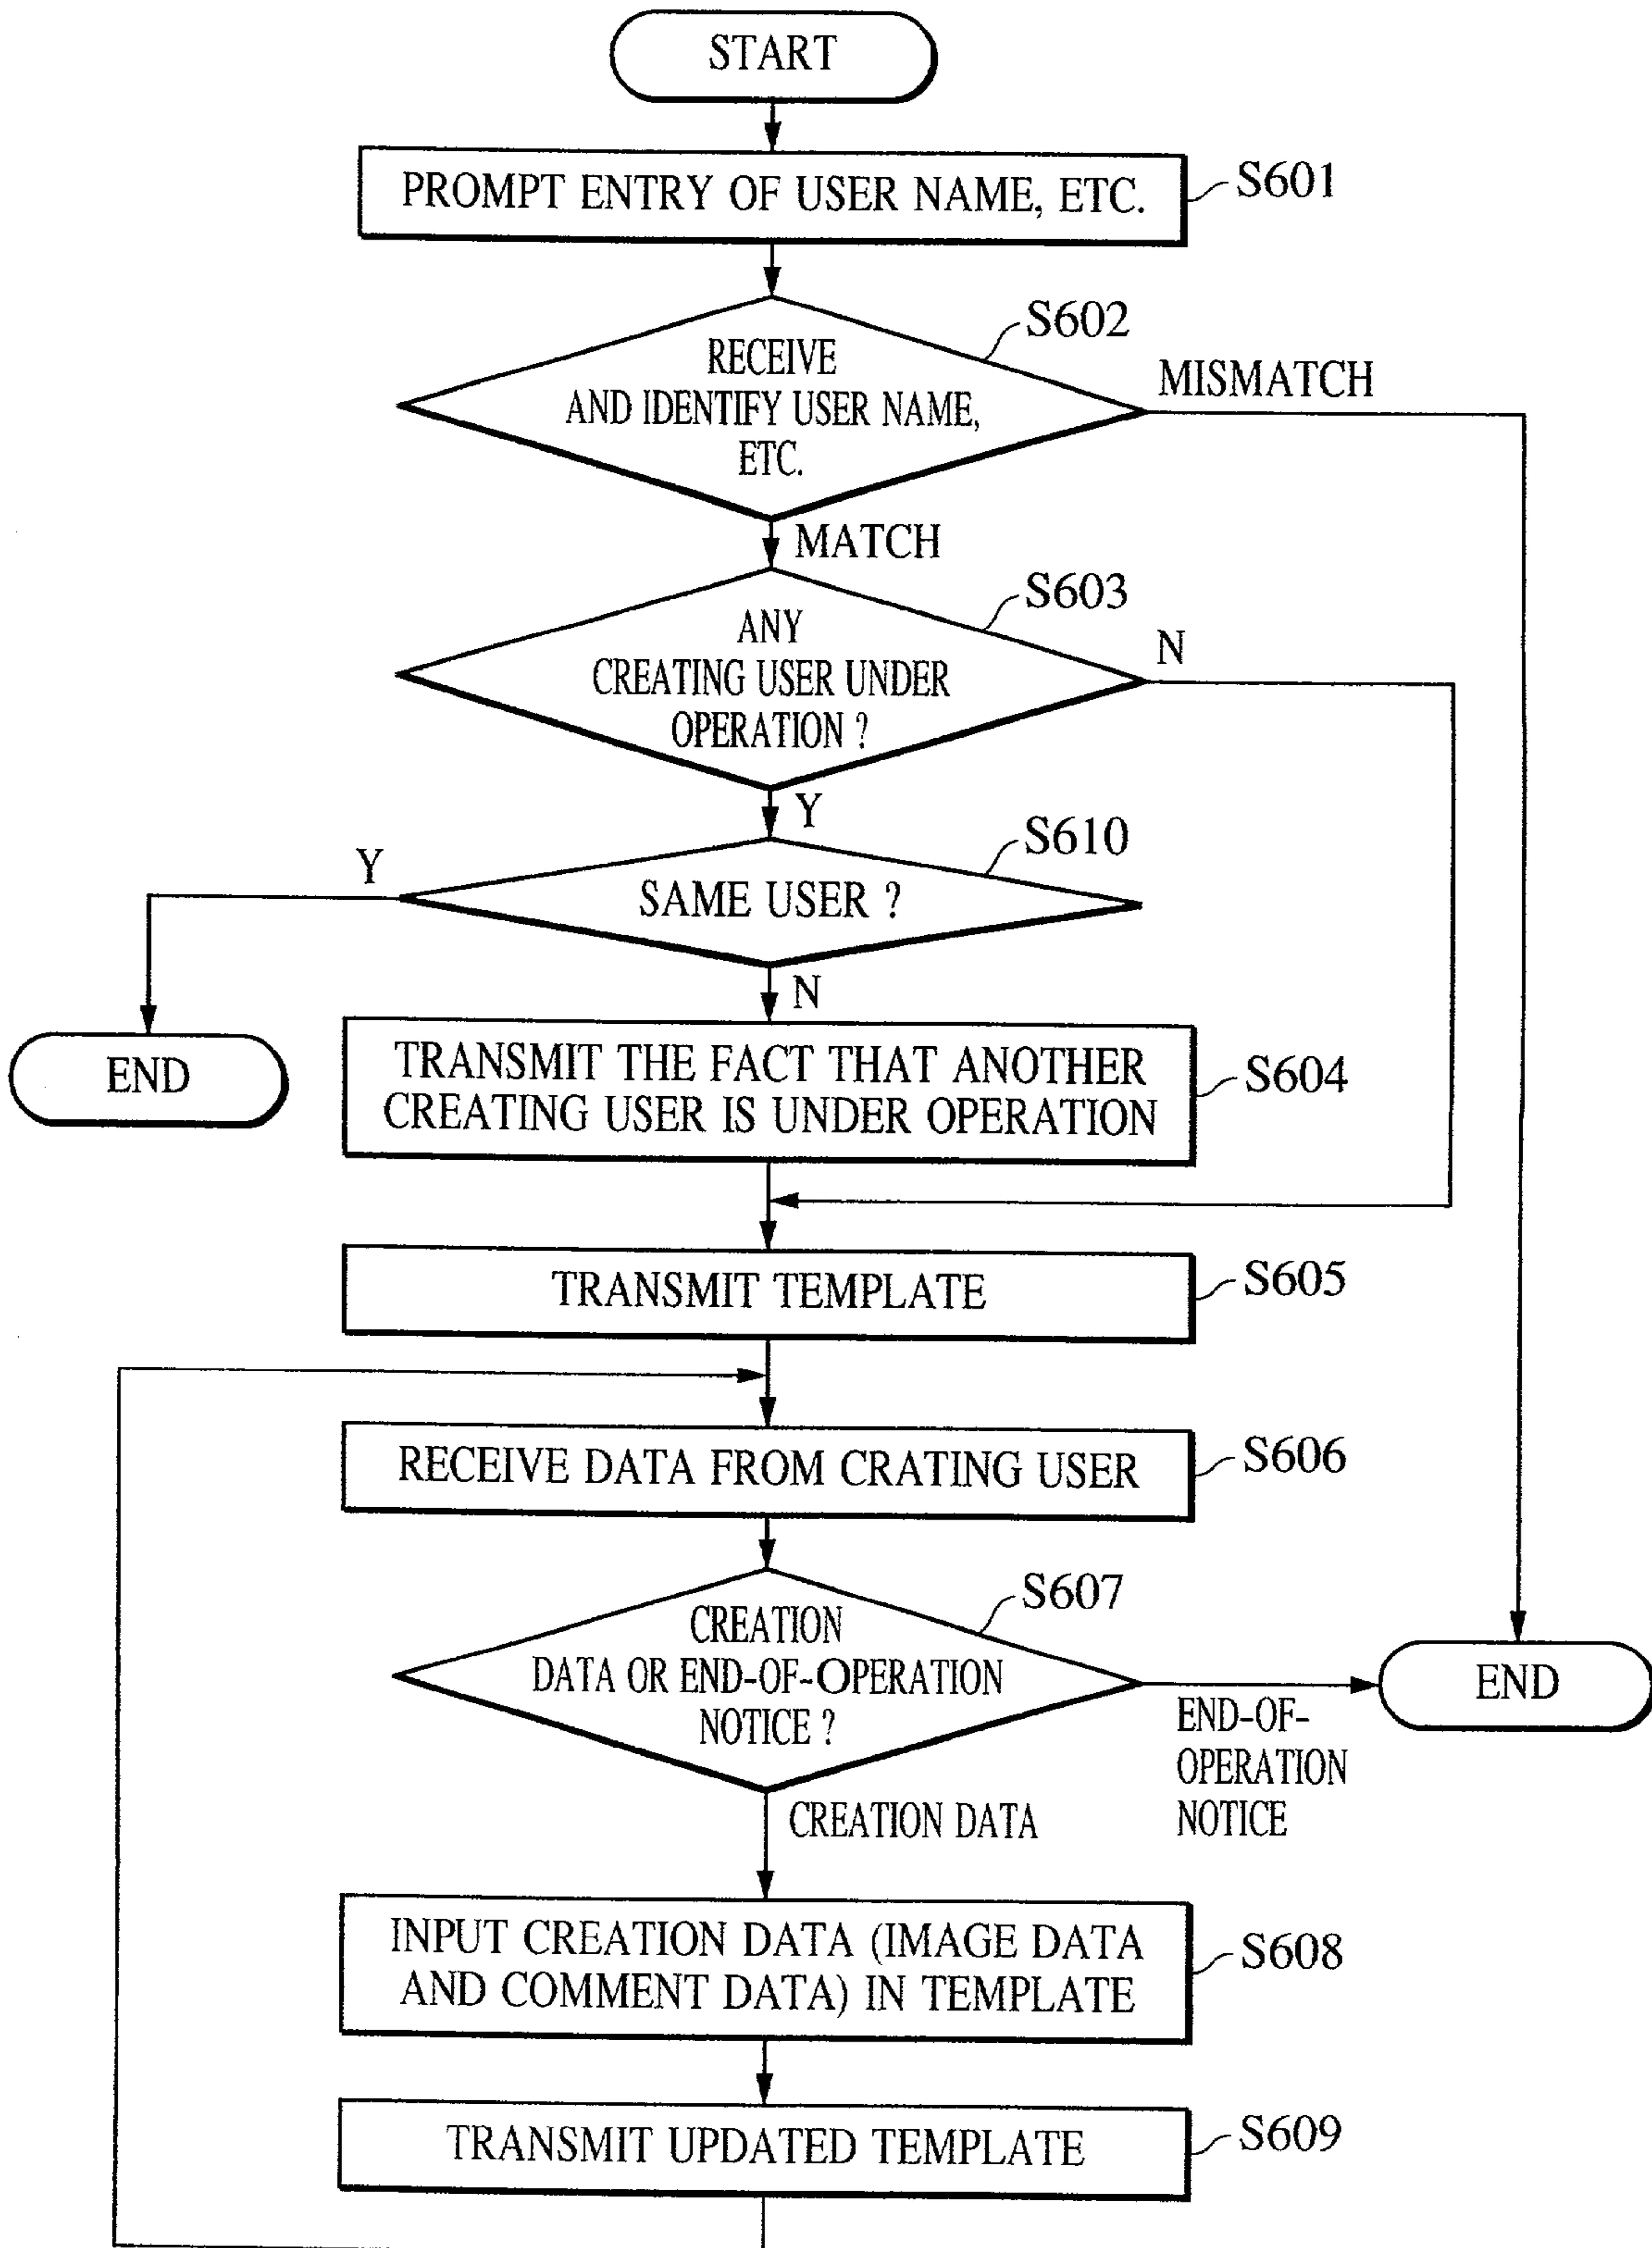 START
PROMPT ENTRY OF USER NAME, ETC.
S601
S602
RECEIVE
AND IDENTIFY USER NAME,
ETC.
MISMATCH
MATCH
S603
ANY
CREATING USER UNDER
OPERATION ?
N
Y
S610
Y
SAME USER ?
N
END
TRANSMIT THE FACT THAT ANOTHER
CREATING USER IS UNDER OPERATION
S604
TRANSMIT TEMPLATE
S605
RECEIVE DATA FROM CRATING USER
S606
S607
CREATION
DATA OR END-OF-OPERATION
NOTICE ?
END
END-OF-
OPERATION
NOTICE
CREATION DATA
INPUT CREATION DATA (IMAGE DATA
AND COMMENT DATA) IN TEMPLATE
S608
TRANSMIT UPDATED TEMPLATE
S609